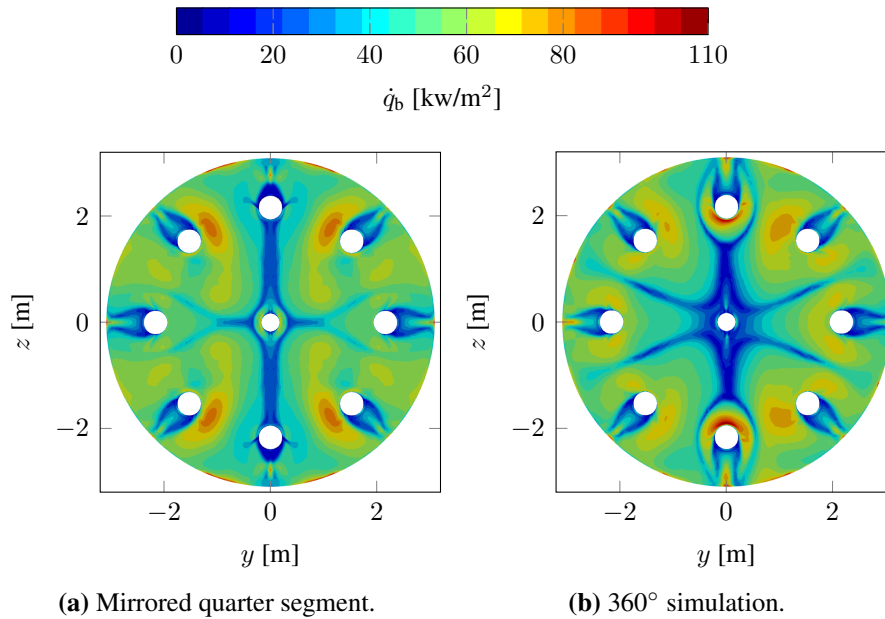 0 20 40 60 80 110
q̇b [kw/m²]
2
0
−2
z [m]
−2 0 2
y [m]
2
0
−2
z [m]
−2 0 2
y [m]
(a) Mirrored quarter segment.
(b) 360° simulation.